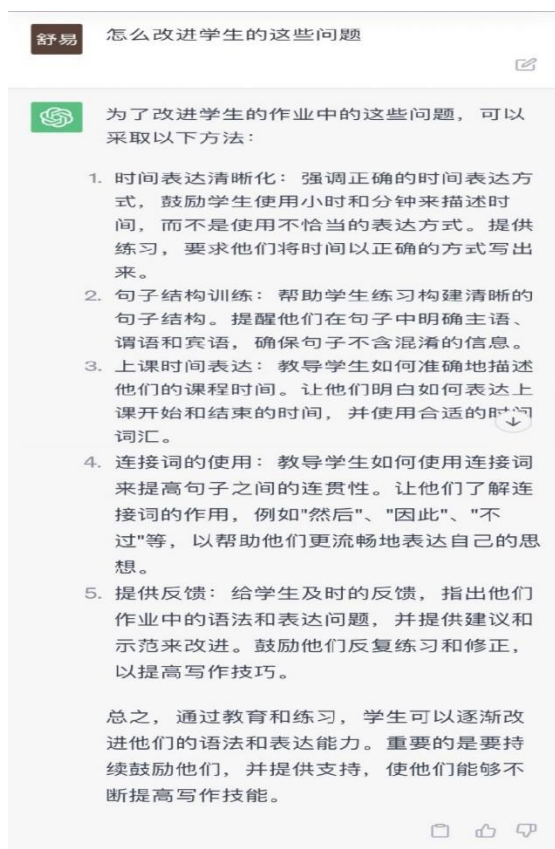 舒易
怎么改进学生的这些问题
为了改进学生的作业中的这些问题，可以
采取以下方法：
1. 时间表达清晰化：强调正确的时间表达方
式，鼓励学生使用小时和分钟来描述时
间，而不是使用不恰当的表达方式。提供
练习，要求他们将时间以正确的方式写出
来。
2. 句子结构训练：帮助学生练习构建清晰的
句子结构。提醒他们在句子中明确主语、
谓语和宾语，确保句子不含混淆的信息。
3. 上课时间表达：教导学生如何准确地描述
他们的课程时间。让他们明白如何表达上
课开始和结束的时间，并使用合适的时间
词汇。
4. 连接词的使用：教导学生如何使用连接词
来提高句子之间的连贯性。让他们了解连
接词的作用，例如"然后"、"因此"、"不
过"等，以帮助他们更流畅地表达自己的思
想。
5. 提供反馈：给学生及时的反馈，指出他们
作业中的语法和表达问题，并提供建议和
示范来改进。鼓励他们反复练习和修正，
以提高写作技巧。
总之，通过教育和练习，学生可以逐渐改
进他们的语法和表达能力。重要的是要持
续鼓励他们，并提供支持，使他们能够不
断提高写作技能。